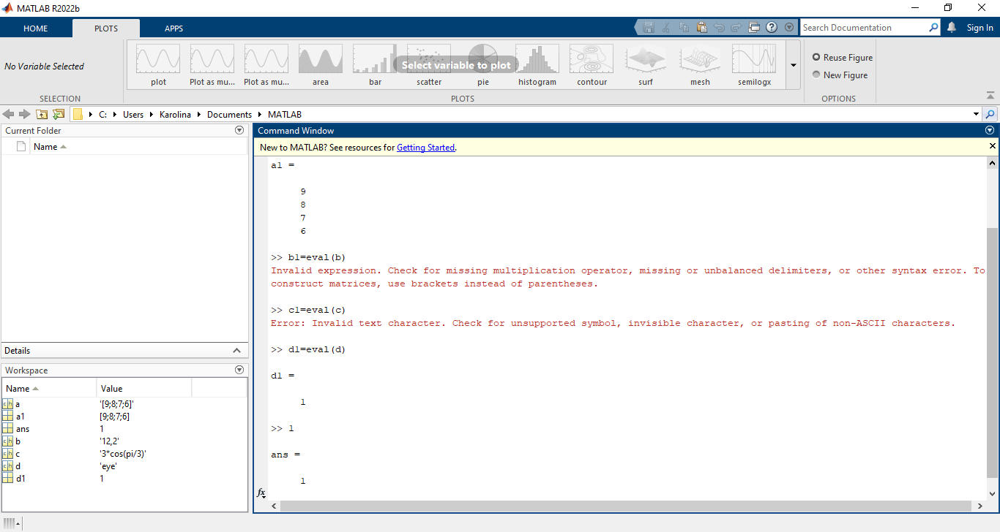 MATLAB R2022b
HOME PLOTS APPS
Search Documentation Sign In
No Variable Selected
Select variable to plot
plot Plot as mu... Plot as mu... area bar scatter pie histogram contour surf mesh semilogx
Reuse Figure
New Figure
SELECTION PLOTS OPTIONS
C: Users Karolina Documents MATLAB
Current Folder
Name
Details
Workspace
Name Value
a '[9;8;7;6]'
a1 [9;8;7;6]
ans 1
b '12,2'
c '3*cos(pi/3)'
d 'eye'
d1 1
Command Window
New to MATLAB? See resources for Getting Started.
a1 =
9
8
7
6
>> b1=eval(b)
Invalid expression. Check for missing multiplication operator, missing or unbalanced delimiters, or other syntax error. To
construct matrices, use brackets instead of parentheses.
>> c1=eval(c)
Error: Invalid text character. Check for unsupported symbol, invisible character, or pasting of non-ASCII characters.
>> d1=eval(d)
d1 =
1
>> 1
ans =
1
fx